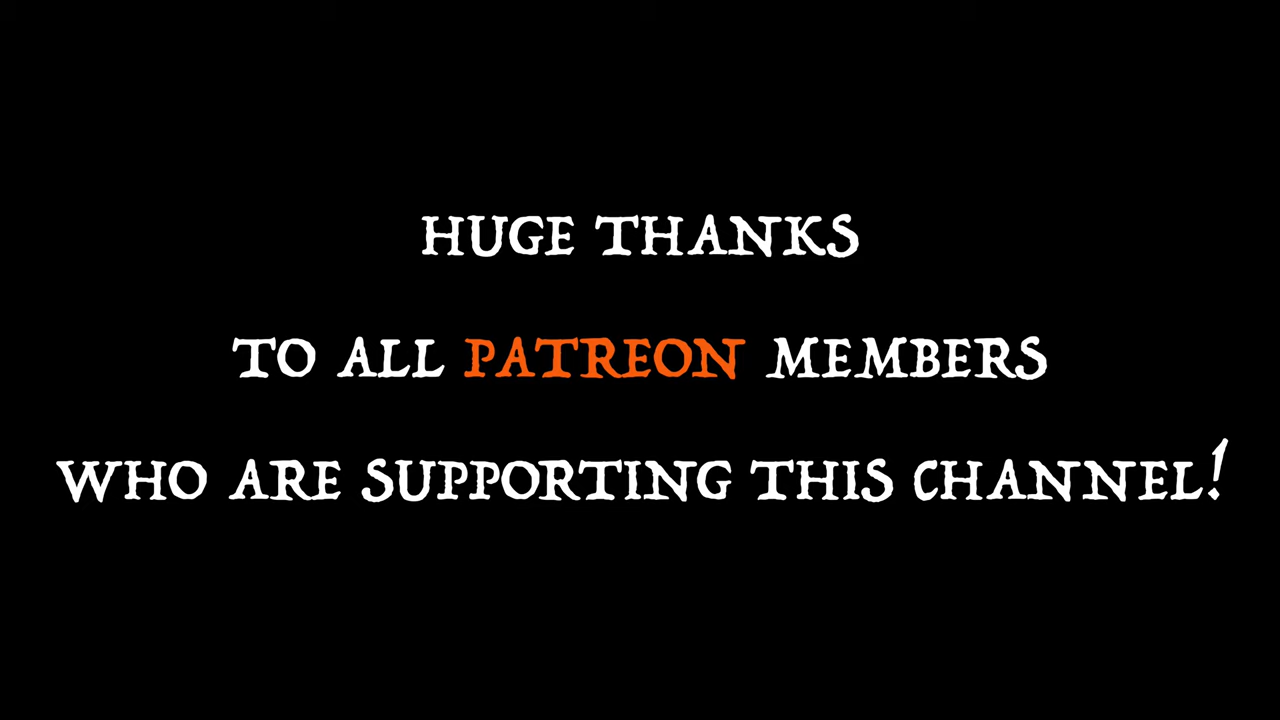 HUGE THANKS
TO ALL PATREON MEMBERS
WHO ARE SUPPORTING THIS CHANNEL!